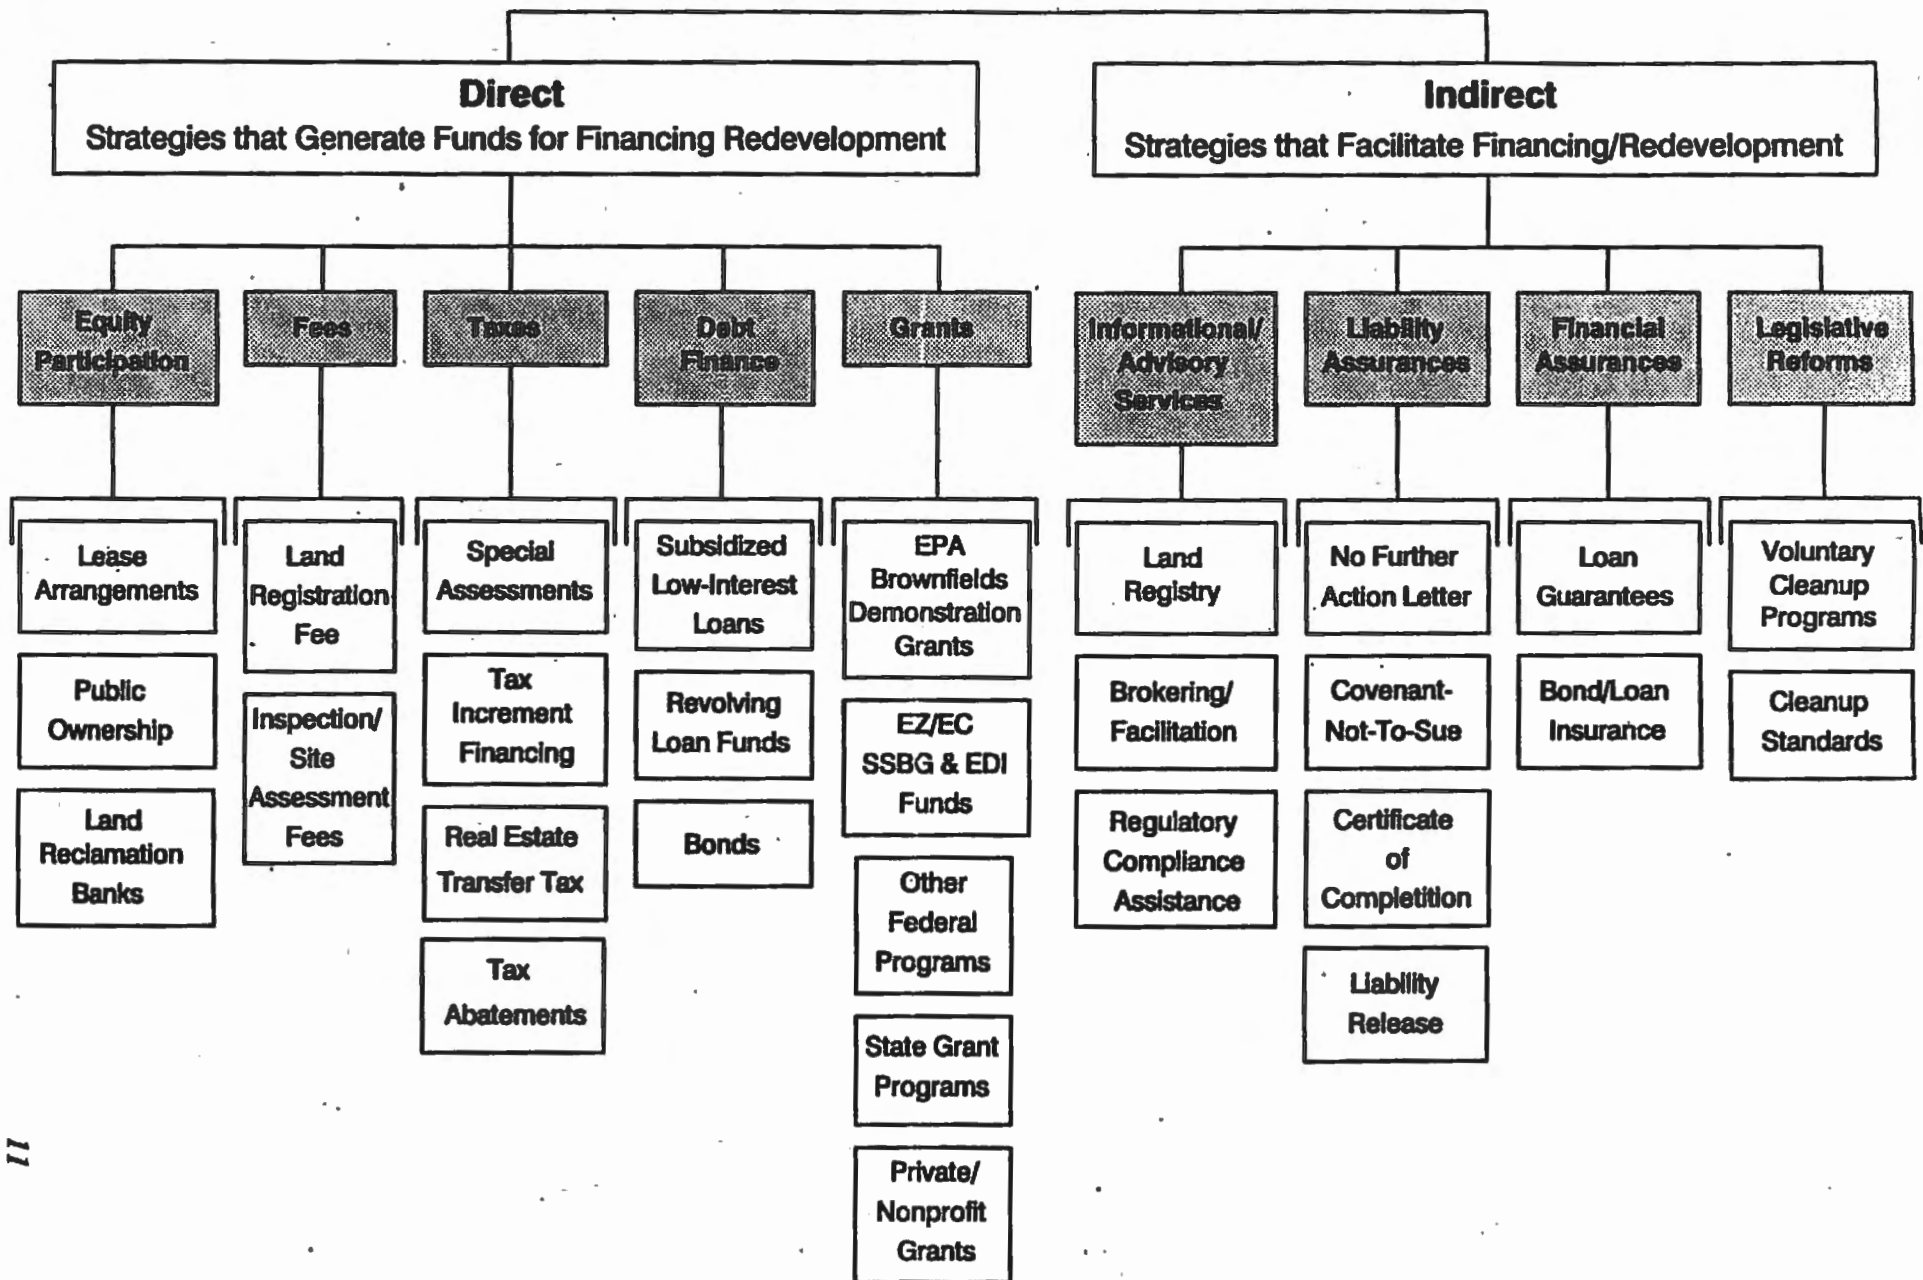 Direct
Strategies that Generate Funds for Financing Redevelopment
Indirect
Strategies that Facilitate Financing/Redevelopment
Equity
Participation
Fees
Taxes
Debt
Finance
Grants
Informational/
Advisory
Services
Liability
Assurances
Financial
Assurances
Legislative
Reforms
Lease
Arrangements
Public
Ownership
Land
Reclamation
Banks
Land
Registration
Fee
Inspection/
Site
Assessment
Fees
Special
Assessments
Tax
Increment
Financing
Real Estate
Transfer Tax
Tax
Abatements
Subsidized
Low-Interest
Loans
Revolving
Loan Funds
Bonds
EPA
Brownfields
Demonstration
Grants
EZ/EC
SSBG & EDI
Funds
Other
Federal
Programs
State Grant
Programs
Private/
Nonprofit
Grants
Land
Registry
Brokering/
Facilitation
Regulatory
Compliance
Assistance
No Further
Action Letter
Covenant-
Not-To-Sue
Certificate
of
Completition
Liability
Release
Loan
Guarantees
Bond/Loan
Insurance
Voluntary
Cleanup
Programs
Cleanup
Standards
11